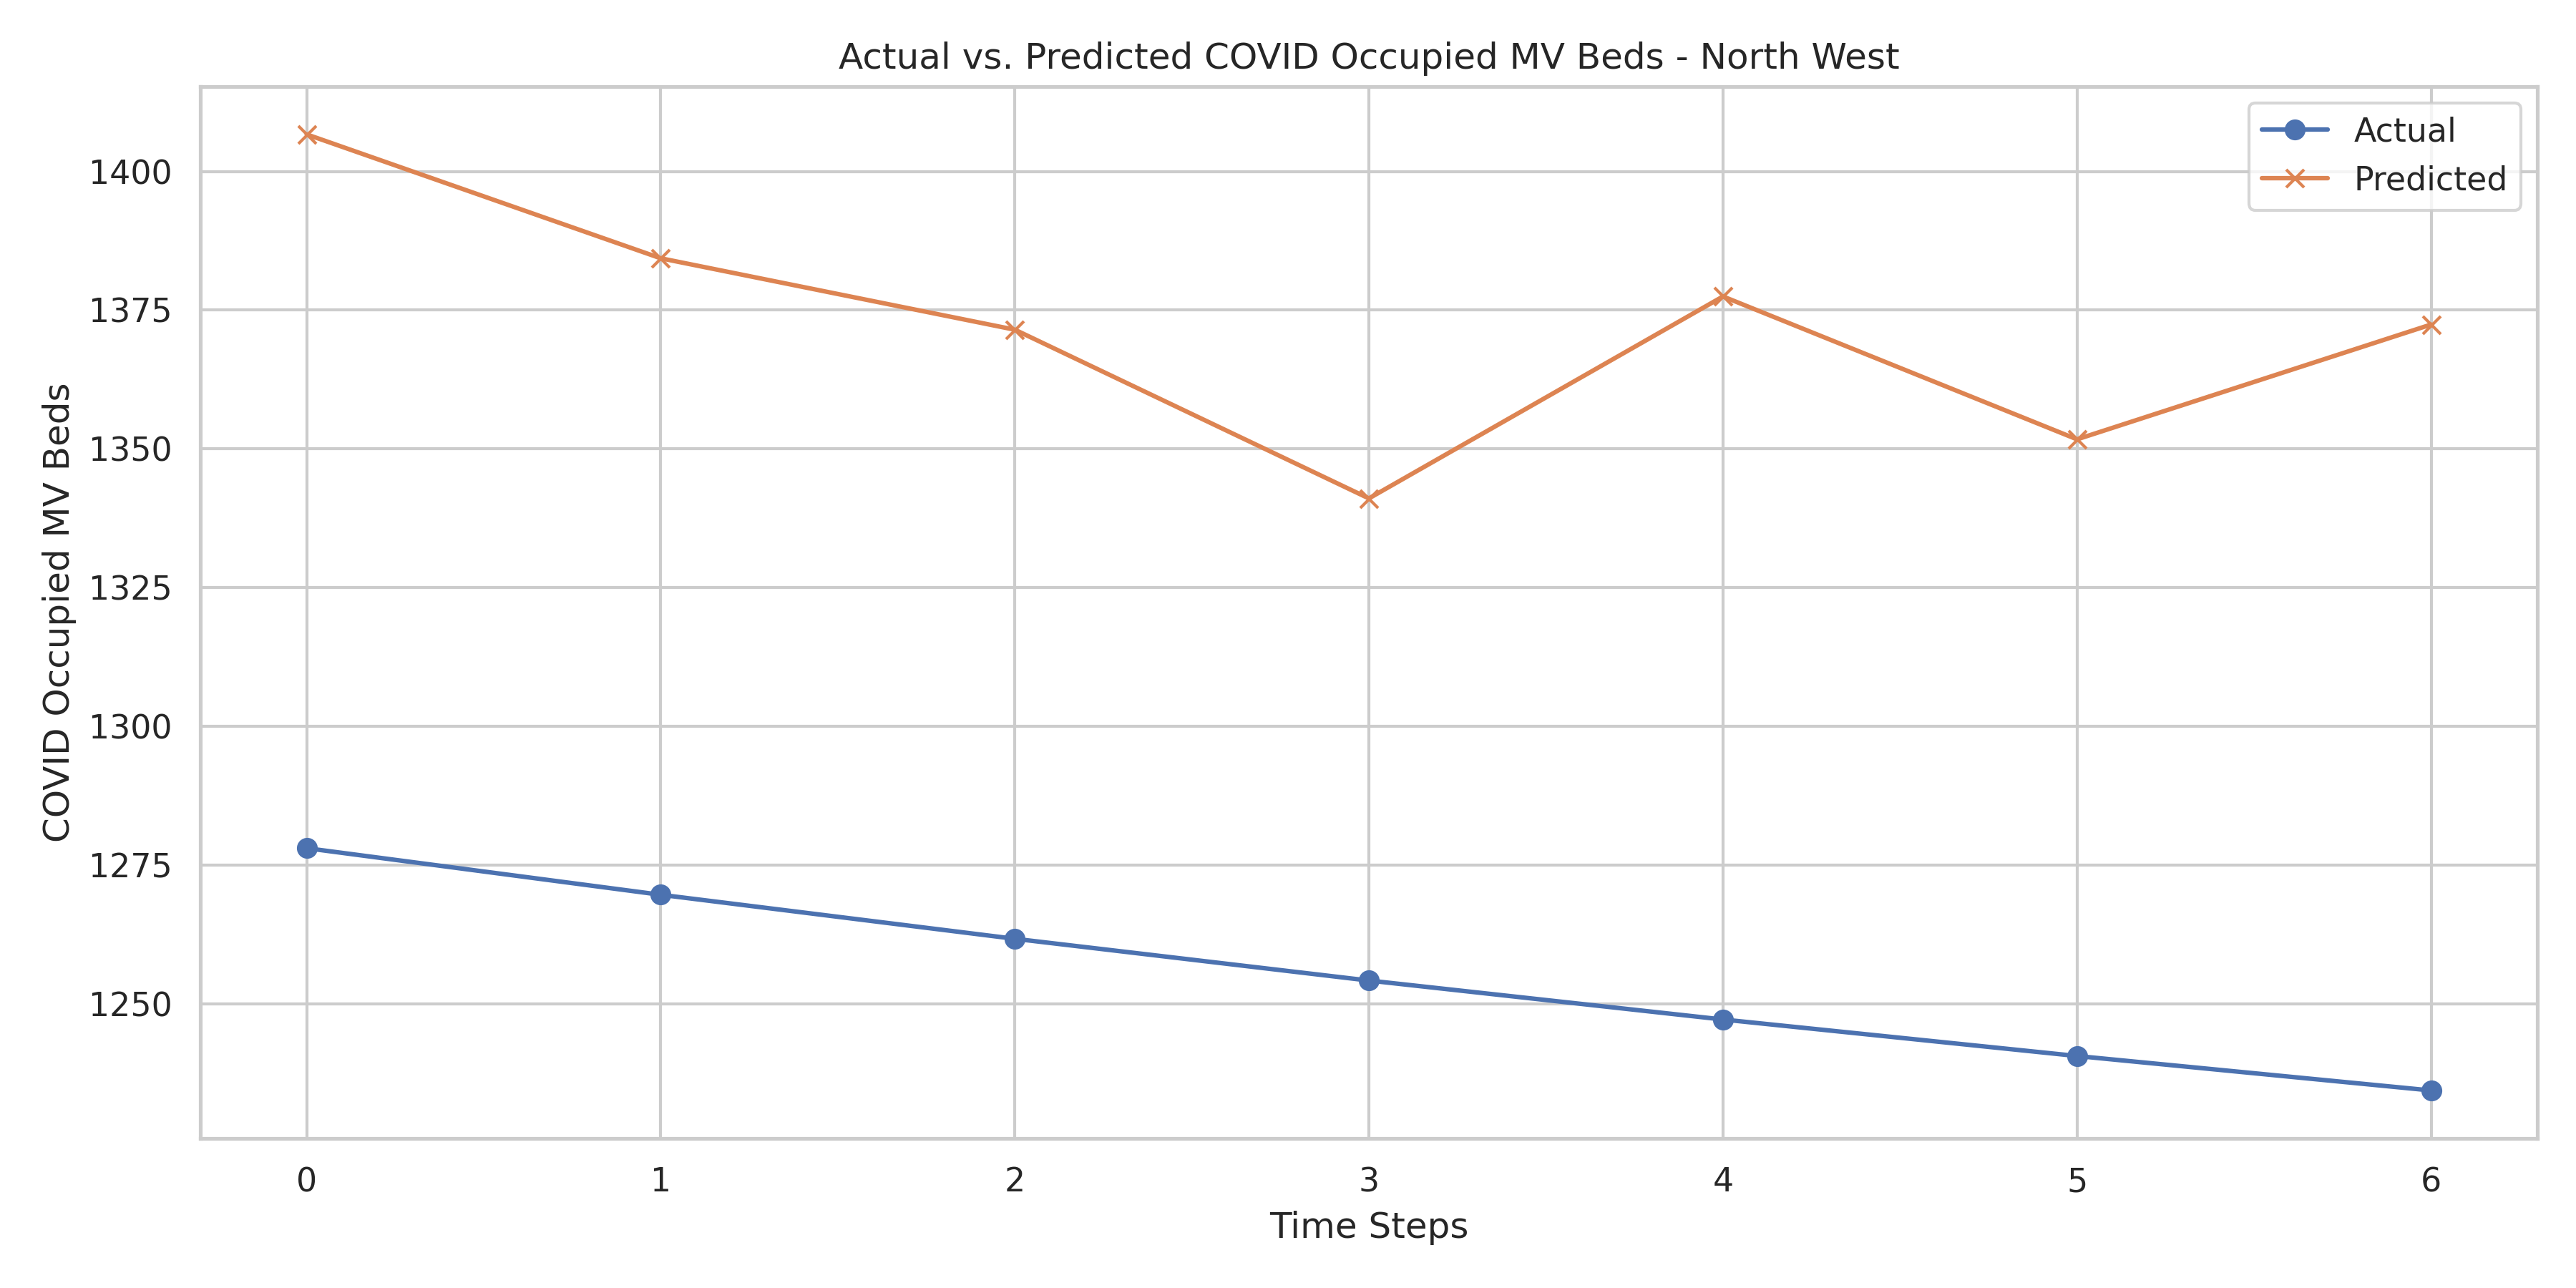 Actual vs. Predicted COVID Occupied MV Beds - North West
Actual
Predicted
COVID Occupied MV Beds
1400
1375
1350
1325
1300
1275
1250
0 1 2 3 4 5 6
Time Steps